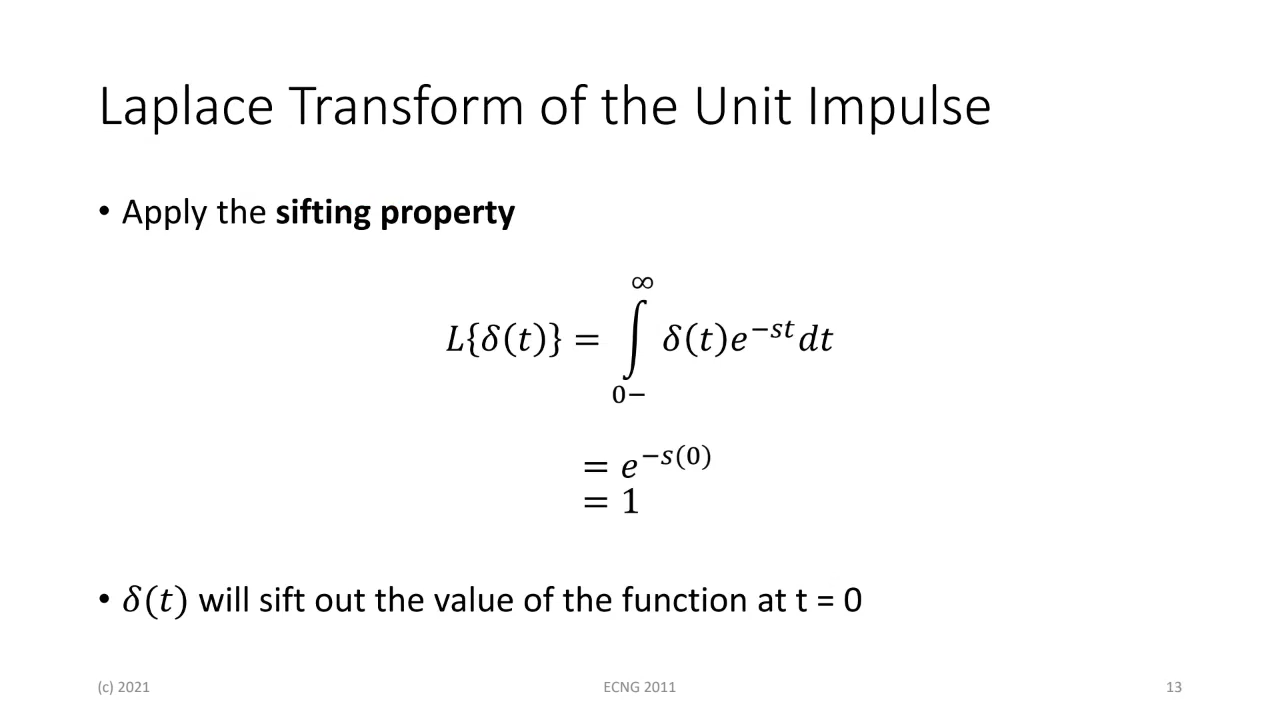 Laplace Transform of the Unit Impulse
• Apply the sifting property
𝐿{𝛿(𝑡)} = ∫_{0−}^{∞} 𝛿(𝑡)𝑒^{−𝑠𝑡}𝑑𝑡
= 𝑒^{−𝑠(0)}
= 1
• 𝛿(𝑡) will sift out the value of the function at t = 0
(c) 2021 ECNG 2011 13